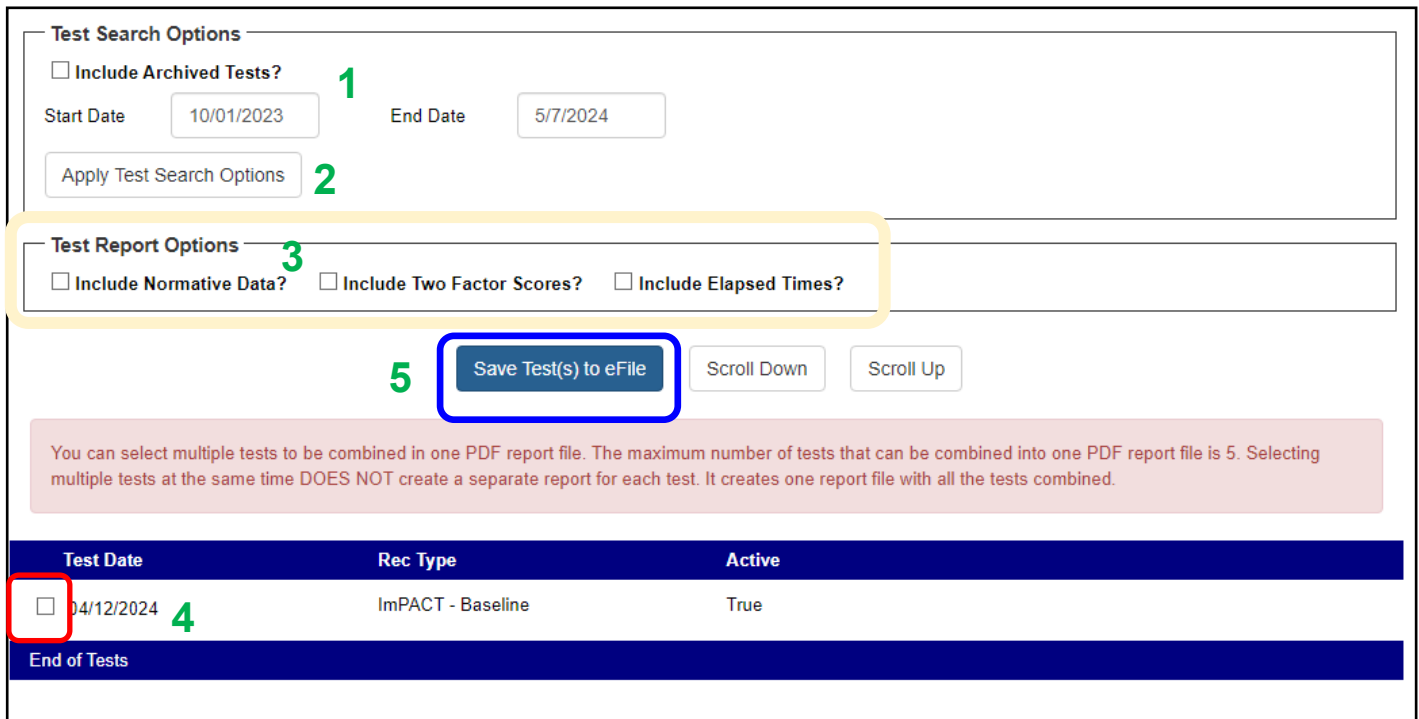 Test Search Options
Include Archived Tests?
1
Start Date 10/01/2023 End Date 5/7/2024
Apply Test Search Options 2
Test Report Options
3
Include Normative Data? Include Two Factor Scores? Include Elapsed Times?
5 Save Test(s) to eFile Scroll Down Scroll Up
You can select multiple tests to be combined in one PDF report file. The maximum number of tests that can be combined into one PDF report file is 5. Selecting
multiple tests at the same time DOES NOT create a separate report for each test. It creates one report file with all the tests combined.
Test Date Rec Type Active
04/12/2024 4 ImPACT - Baseline True
End of Tests